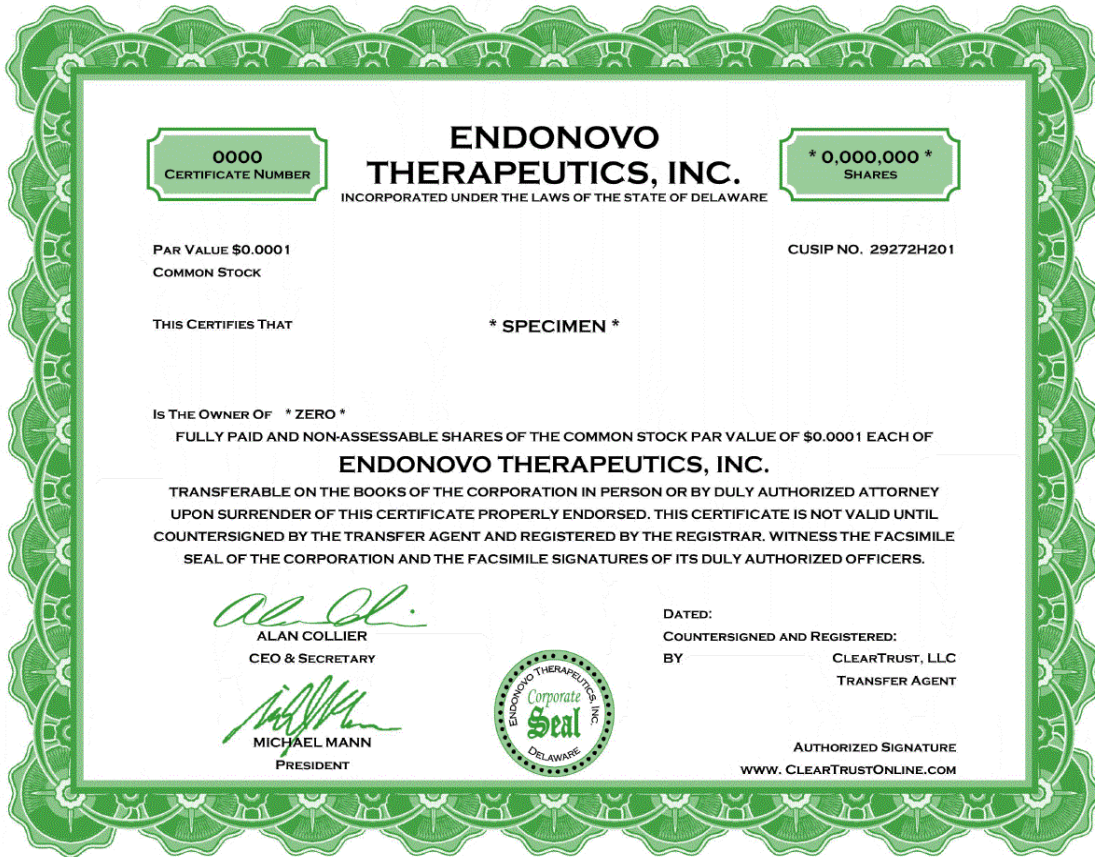 ENDONOVO
THERAPEUTICS, INC.
INCORPORATED UNDER THE LAWS OF THE STATE OF DELAWARE
0000
CERTIFICATE NUMBER
* 0,000,000 *
SHARES
PAR VALUE $0.0001
COMMON STOCK
CUSIP NO. 29272H201
THIS CERTIFIES THAT
* SPECIMEN *
IS THE OWNER OF * ZERO *
FULLY PAID AND NON-ASSESSABLE SHARES OF THE COMMON STOCK PAR VALUE OF $0.0001 EACH OF
ENDONOVO THERAPEUTICS, INC.
TRANSFERABLE ON THE BOOKS OF THE CORPORATION IN PERSON OR BY DULY AUTHORIZED ATTORNEY
UPON SURRENDER OF THIS CERTIFICATE PROPERLY ENDORSED. THIS CERTIFICATE IS NOT VALID UNTIL
COUNTERSIGNED BY THE TRANSFER AGENT AND REGISTERED BY THE REGISTRAR. WITNESS THE FACSIMILE
SEAL OF THE CORPORATION AND THE FACSIMILE SIGNATURES OF ITS DULY AUTHORIZED OFFICERS.
ALAN COLLIER
CEO & SECRETARY
MICHAEL MANN
PRESIDENT
ENDONOVO THERAPEUTICS, INC.
Corporate
Seal
DELAWARE
DATED:
COUNTERSIGNED AND REGISTERED:
BY CLEARTRUST, LLC
TRANSFER AGENT
AUTHORIZED SIGNATURE
WWW. CLEARTRUSTONLINE.COM